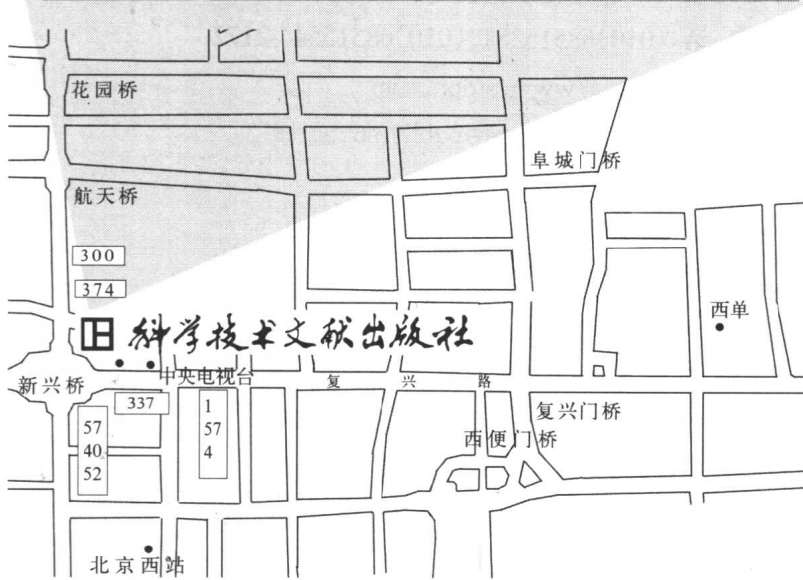 花园桥
阜城门桥
航天桥
300
374
西单
科学技术文献出版社
中央电视台
复兴路
新兴桥
337
1
57
4
复兴门桥
57
40
52
西便门桥
北京西站